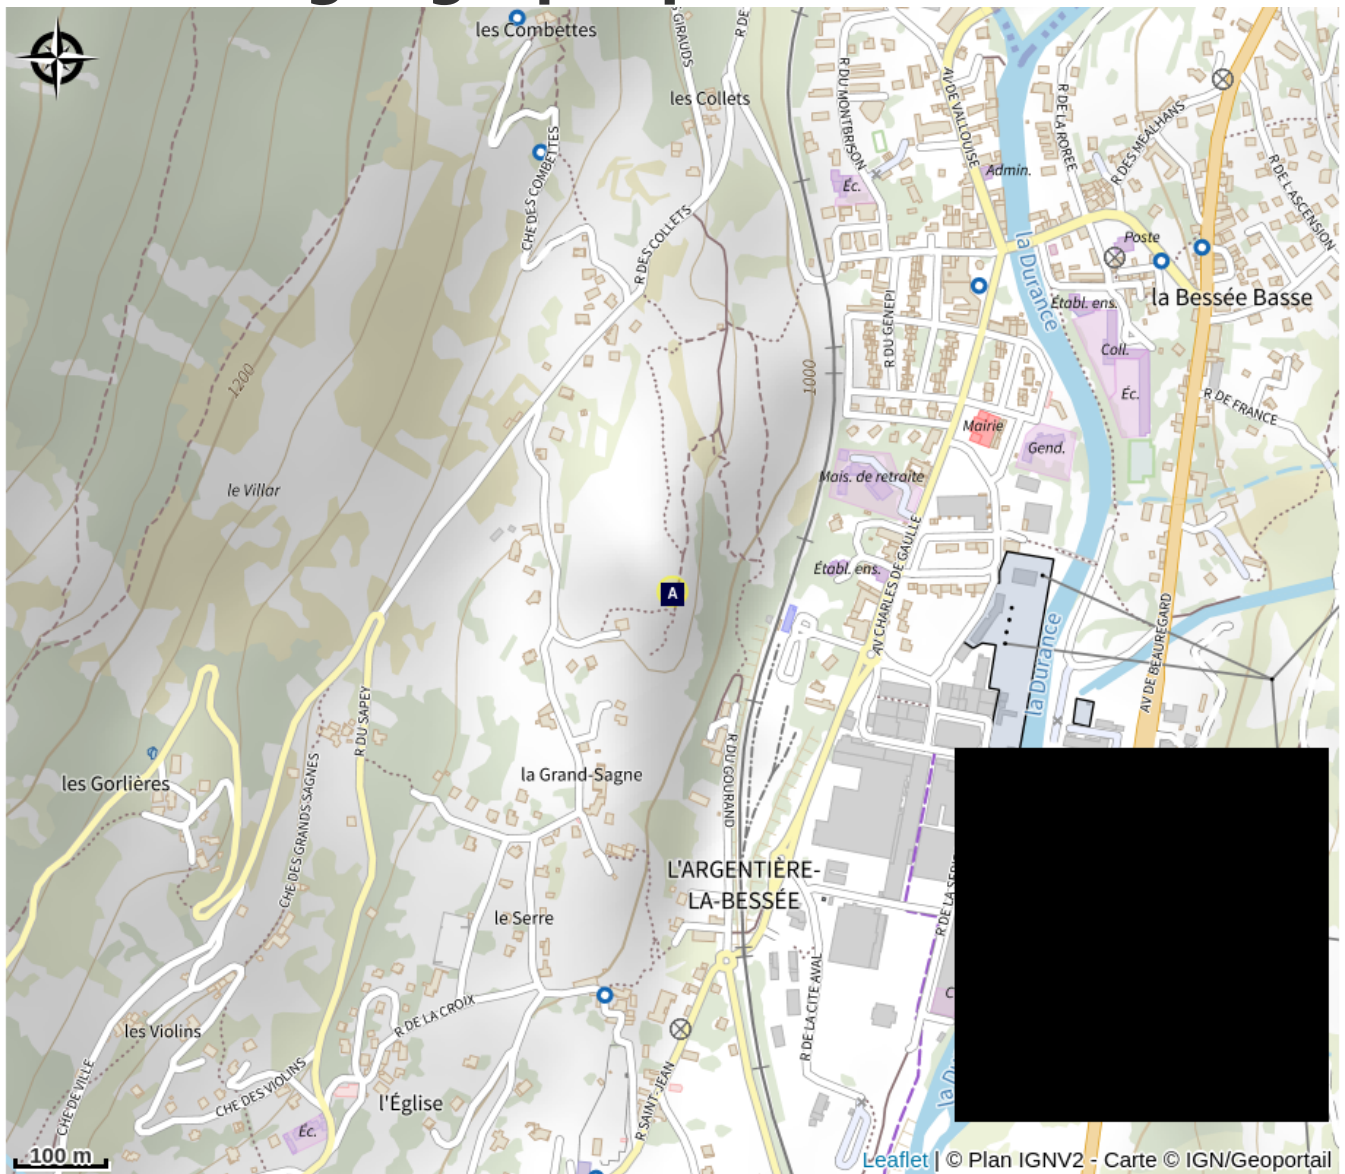 les Combettes
GIRAUDS
R DE
les Collets
R DU MONTBRISON
AV DE VALLOUISE
R DE LA POREE
R DES MEALHANS
R DE L'ASCENSION
Éc.
Admin.
CHE DES COMBETTES
R DES COLLETS
Poste
la Durance
la Bessée Basse
Établ. ens.
R DU GENEPI
Coll.
1200
1000
Éc.
R DE FRANCE
Mairie
Gend.
Mais. de retraite
le Villar
AV CHARLES DE GAULLE
Établ. ens.
A
la Durance
AV DE BEAUREGARD
R DU SAPEY
les Gorlières
la Grand-Sagne
R DU GOURAND
CHE DES GRANDS SAGNES
L'ARGENTIÈRE-
LA-BESSÉE
le Serre
R DE LA CITE AVAL
R DE LA CROIX
les Violins
CHE DE VILLE
CHE DES VIOLINS
l'Église
Éc.
R SAINT-JEAN
100 m
Leaflet | © Plan IGNV2 - Carte © IGN/Geoportail